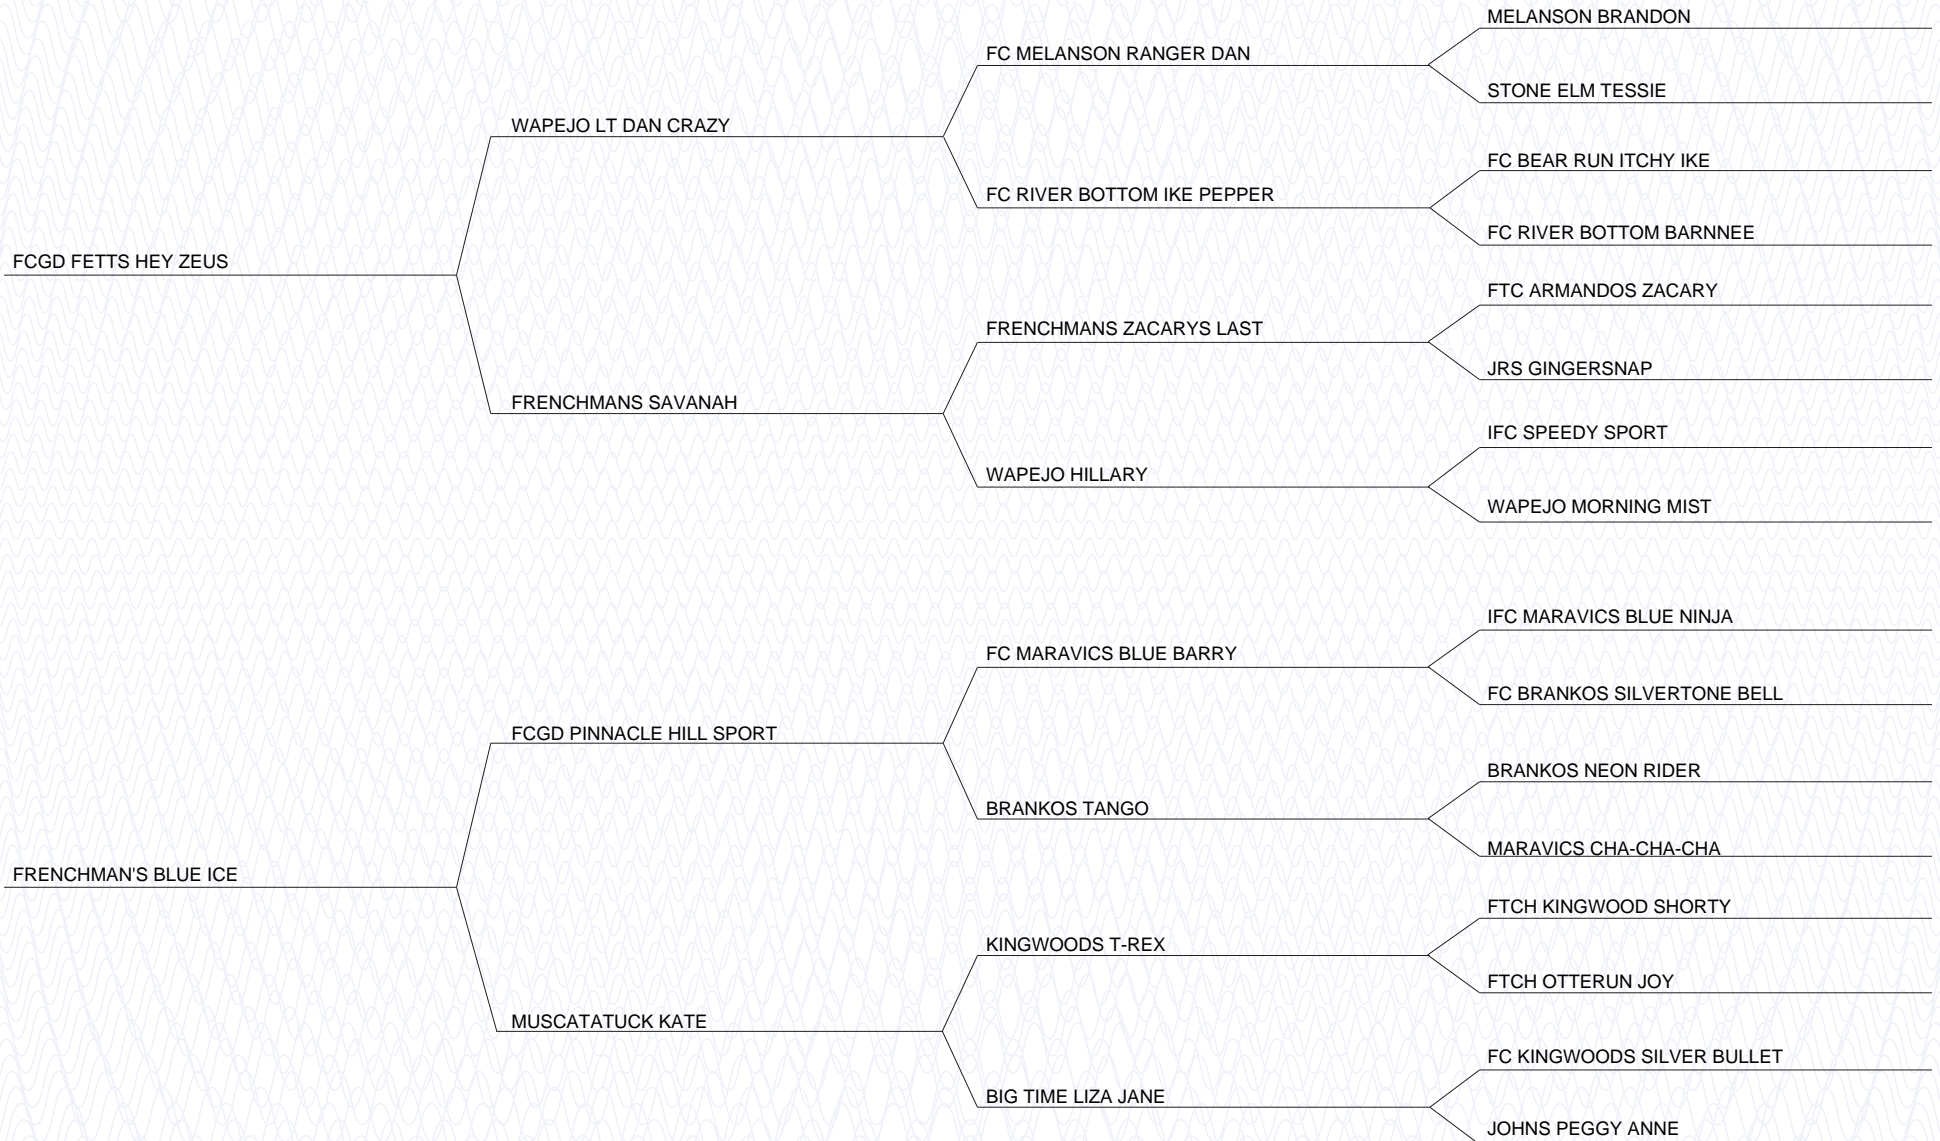 MELANSON BRANDON
FC MELANSON RANGER DAN
STONE ELM TESSIE
WAPEJO LT DAN CRAZY
FC BEAR RUN ITCHY IKE
FC RIVER BOTTOM IKE PEPPER
FC RIVER BOTTOM BARNNEE
FCGD FETTS HEY ZEUS
FTC ARMANDOS ZACARY
FRENCHMANS ZACARYS LAST
JRS GINGERSNAP
FRENCHMANS SAVANAH
IFC SPEEDY SPORT
WAPEJO HILLARY
WAPEJO MORNING MIST
IFC MARAVICS BLUE NINJA
FC MARAVICS BLUE BARRY
FC BRANKOS SILVERTONE BELL
FCGD PINNACLE HILL SPORT
BRANKOS NEON RIDER
BRANKOS TANGO
MARAVICS CHA-CHA-CHA
FRENCHMAN'S BLUE ICE
FTCH KINGWOOD SHORTY
KINGWOODS T-REX
FTCH OTTERUN JOY
MUSCATATUCK KATE
FC KINGWOODS SILVER BULLET
BIG TIME LIZA JANE
JOHNS PEGGY ANNE